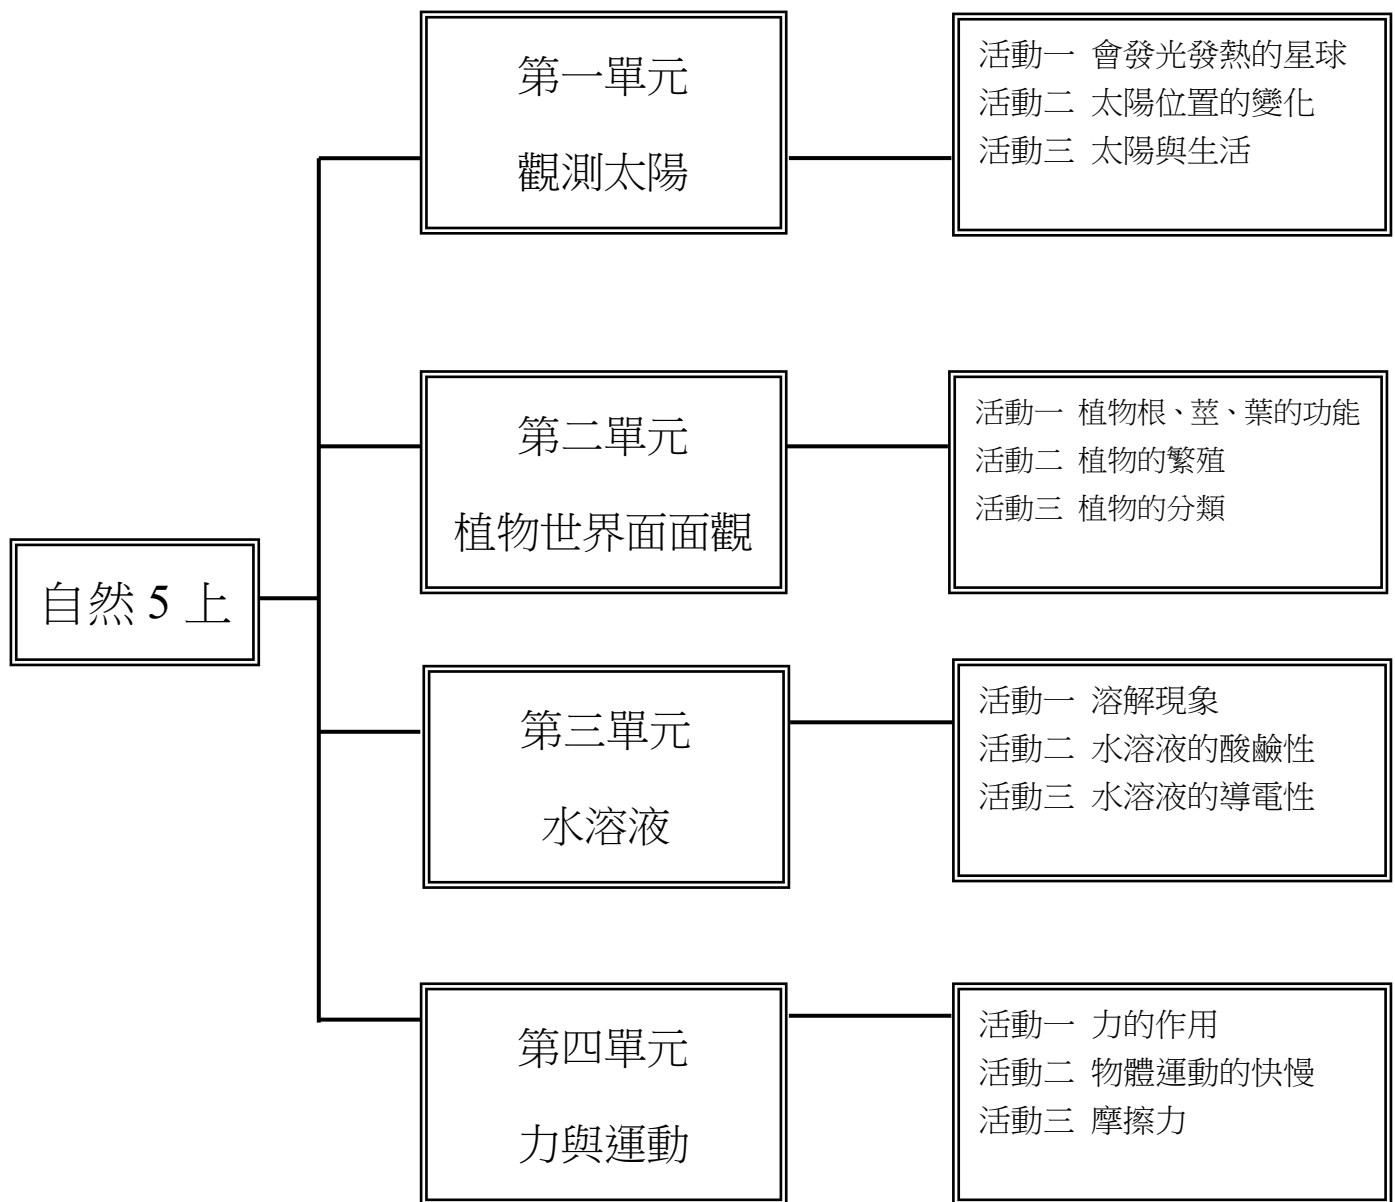 自然 5 上
第一單元
觀測太陽
活動一 會發光發熱的星球
活動二 太陽位置的變化
活動三 太陽與生活
第二單元
植物世界面面觀
活動一 植物根、莖、葉的功能
活動二 植物的繁殖
活動三 植物的分類
第三單元
水溶液
活動一 溶解現象
活動二 水溶液的酸鹼性
活動三 水溶液的導電性
第四單元
力與運動
活動一 力的作用
活動二 物體運動的快慢
活動三 摩擦力